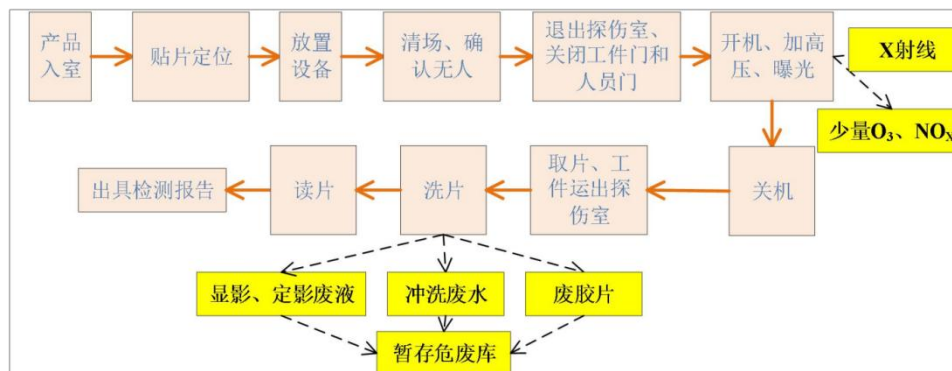 产品
入室
贴片定位
放置
设备
清场、确
认无人
退出探伤室、
关闭工件门和
人员门
开机、加高
压、曝光
X射线
少量O₃、NOX
关机
取片、工
件运出探
伤室
洗片
读片
出具检测报告
显影、定影废液
冲洗废水
废胶片
暂存危废库